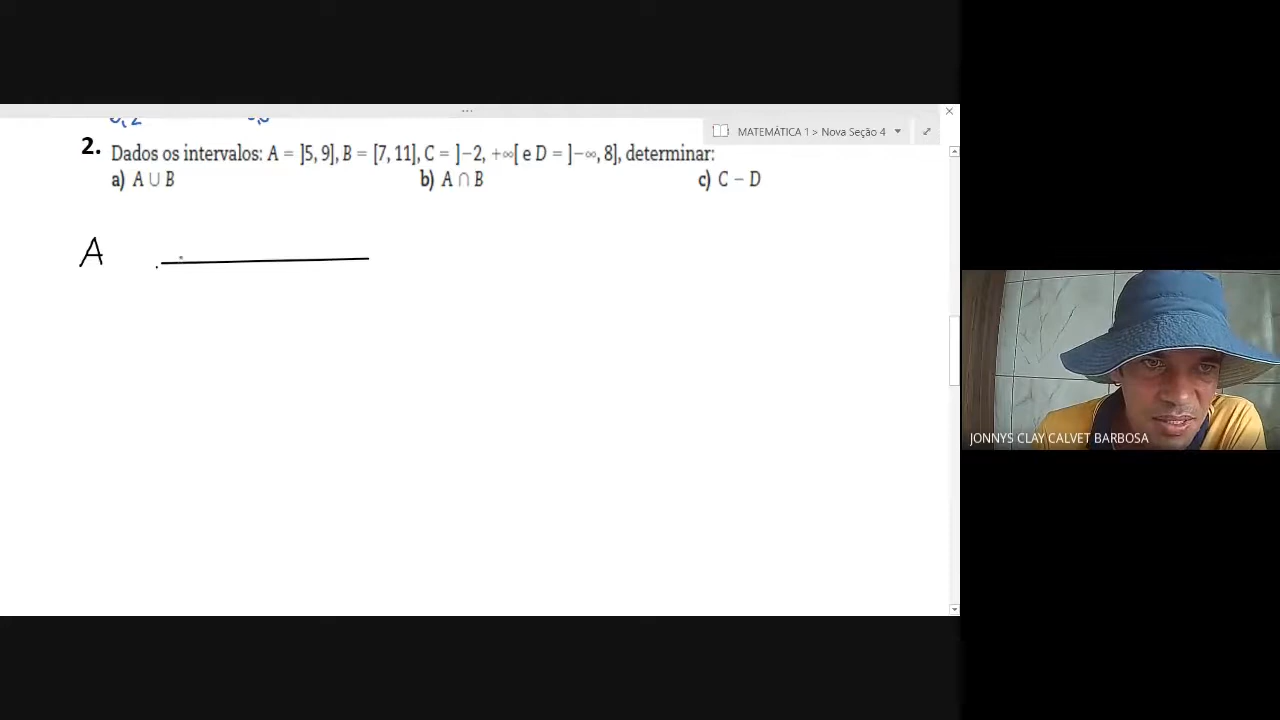 MATEMÁTICA 1 > Nova Seção 4
2. Dados os intervalos: A = ]5, 9], B = [7, 11], C = ]−2, +∞[ e D = ]−∞, 8], determinar:
a) A ∪ B b) A ∩ B c) C − D
A
JONNYS CLAY CALVET BARBOSA